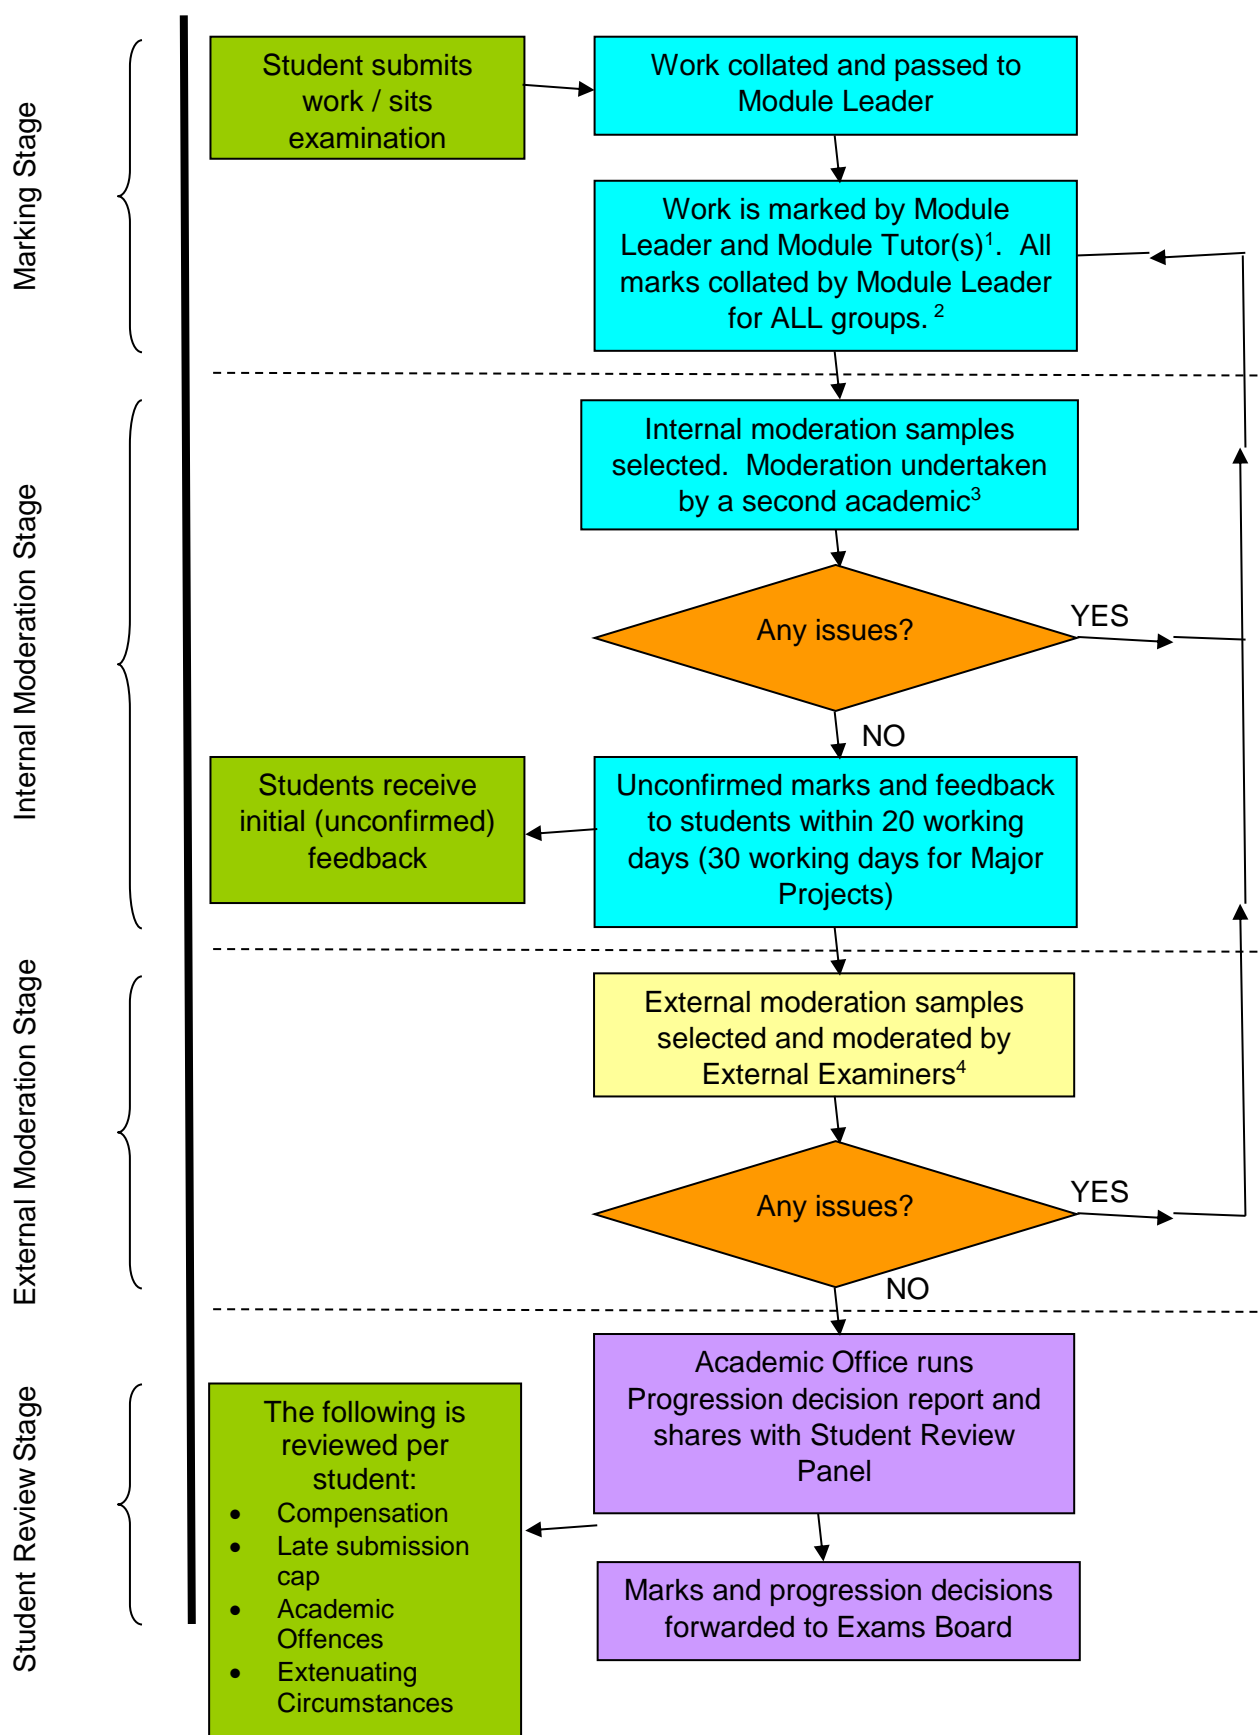 Marking Stage
Student submits
work / sits
examination
Work collated and passed to
Module Leader
Work is marked by Module
Leader and Module Tutor(s)¹.  All
marks collated by Module Leader
for ALL groups. ²
Internal Moderation Stage
Internal moderation samples
selected.  Moderation undertaken
by a second academic³
Any issues?
YES
NO
Students receive
initial (unconfirmed)
feedback
Unconfirmed marks and feedback
to students within 20 working
days (30 working days for Major
Projects)
External Moderation Stage
External moderation samples
selected and moderated by
External Examiners⁴
Any issues?
YES
NO
Student Review Stage
Academic Office runs
Progression decision report and
shares with Student Review
Panel
The following is
reviewed per
student:
• Compensation
• Late submission
cap
• Academic
Offences
• Extenuating
Circumstances
Marks and progression decisions
forwarded to Exams Board